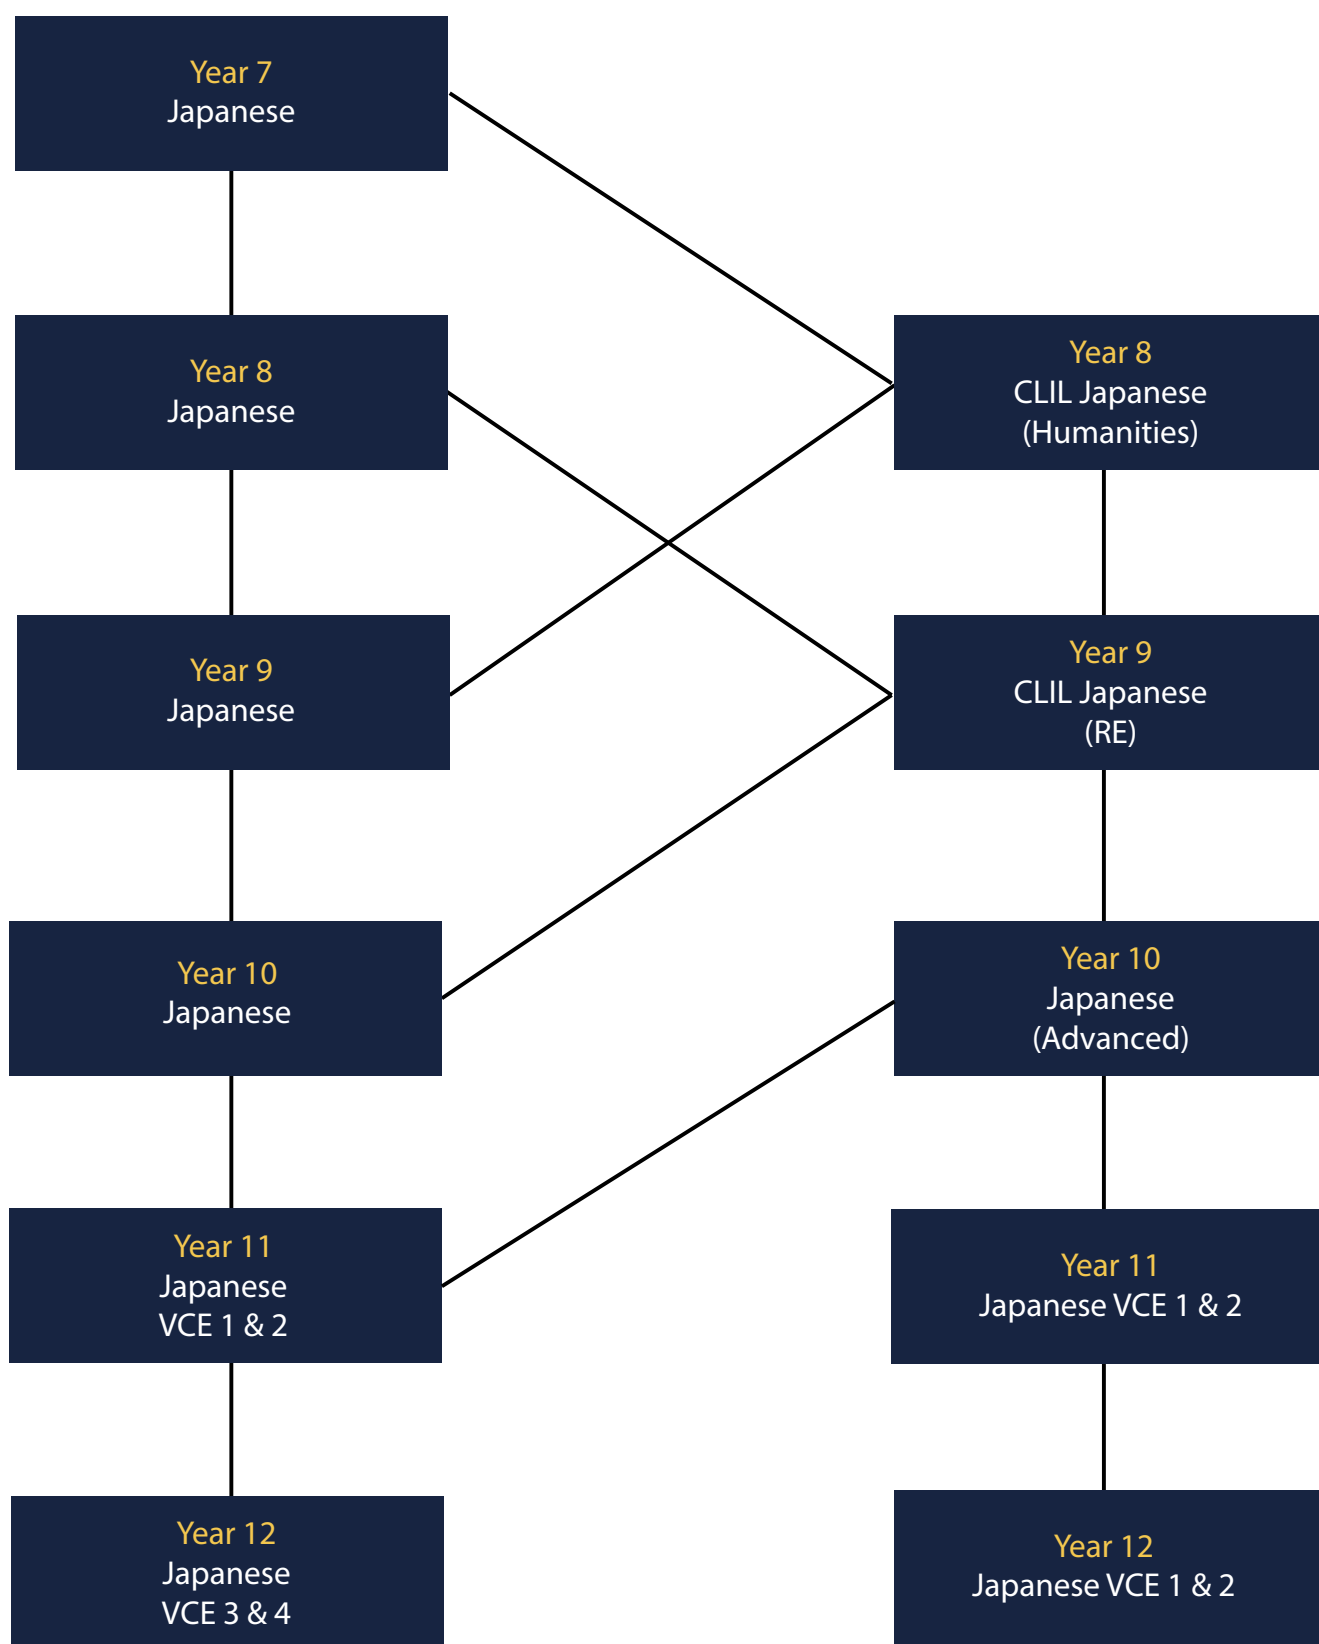 Year 7
Japanese
Year 8
Japanese
Year 8
CLIL Japanese
(Humanities)
Year 9
Japanese
Year 9
CLIL Japanese
(RE)
Year 10
Japanese
Year 10
Japanese
(Advanced)
Year 11
Japanese
VCE 1 & 2
Year 11
Japanese VCE 1 & 2
Year 12
Japanese
VCE 3 & 4
Year 12
Japanese VCE 1 & 2